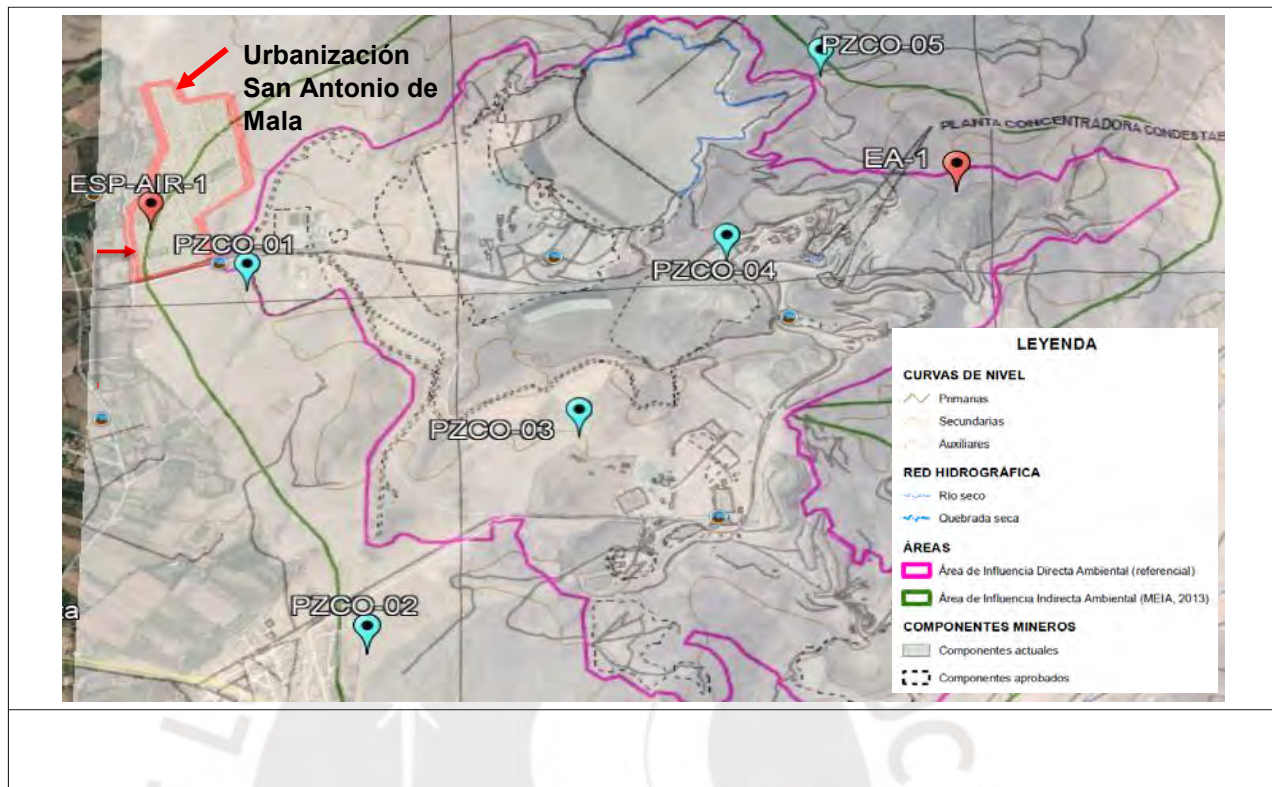 Urbanización
San Antonio de
Mala
PZCO-05
PLANTA CONCENTRADORA CONDESTAB
EA-1
ESP-AIR-1
PZCO-01
PZCO-04
PZCO-03
PZCO-02
ta
LEYENDA
CURVAS DE NIVEL
Primarias
Secundarias
Auxiliares
RED HIDROGRÁFICA
Río seco
Quebrada seca
ÁREAS
Área de Influencia Directa Ambiental (referencial)
Área de Influencia Indirecta Ambiental (MEIA, 2013)
COMPONENTES MINEROS
Componentes actuales
Componentes aprobados